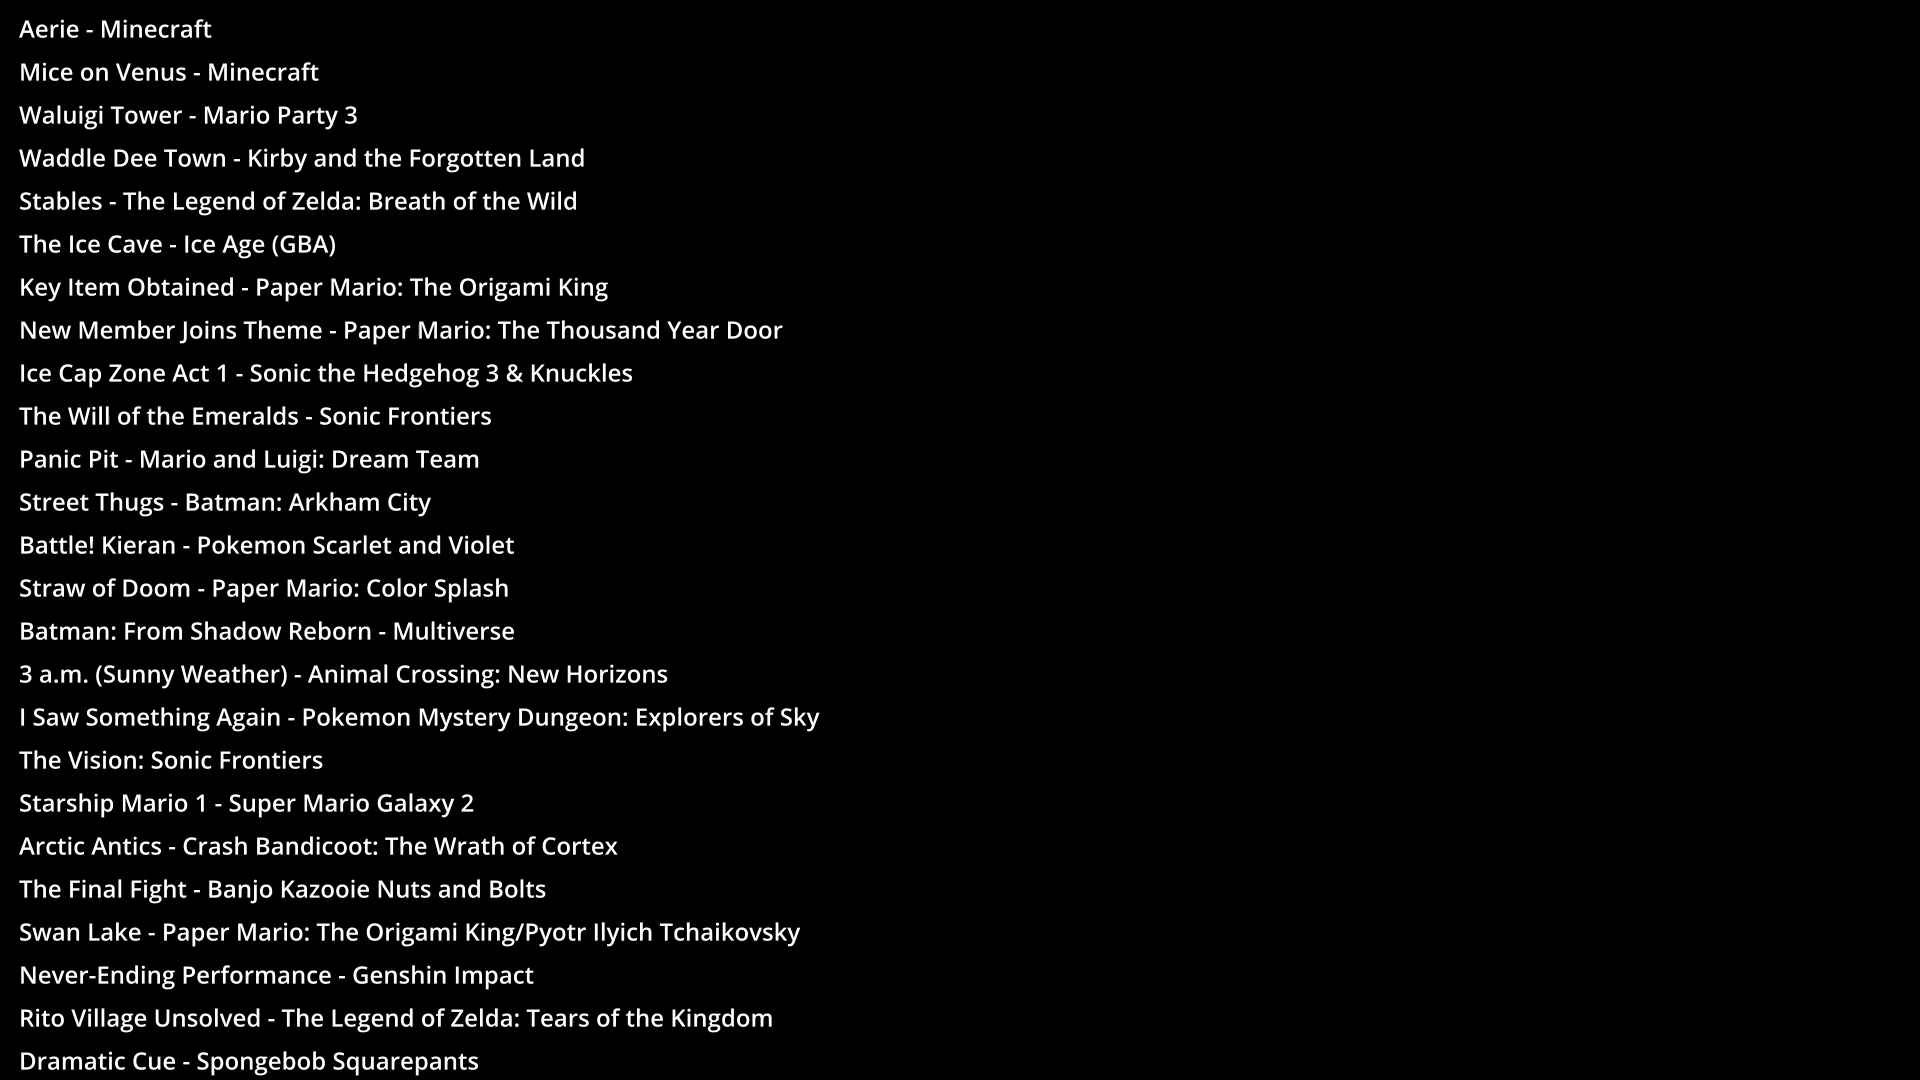 Aerie - Minecraft
Mice on Venus - Minecraft
Waluigi Tower - Mario Party 3
Waddle Dee Town - Kirby and the Forgotten Land
Stables - The Legend of Zelda: Breath of the Wild
The Ice Cave - Ice Age (GBA)
Key Item Obtained - Paper Mario: The Origami King
New Member Joins Theme - Paper Mario: The Thousand Year Door
Ice Cap Zone Act 1 - Sonic the Hedgehog 3 & Knuckles
The Will of the Emeralds - Sonic Frontiers
Panic Pit - Mario and Luigi: Dream Team
Street Thugs - Batman: Arkham City
Battle! Kieran - Pokemon Scarlet and Violet
Straw of Doom - Paper Mario: Color Splash
Batman: From Shadow Reborn - Multiverse
3 a.m. (Sunny Weather) - Animal Crossing: New Horizons
I Saw Something Again - Pokemon Mystery Dungeon: Explorers of Sky
The Vision: Sonic Frontiers
Starship Mario 1 - Super Mario Galaxy 2
Arctic Antics - Crash Bandicoot: The Wrath of Cortex
The Final Fight - Banjo Kazooie Nuts and Bolts
Swan Lake - Paper Mario: The Origami King/Pyotr Ilyich Tchaikovsky
Never-Ending Performance - Genshin Impact
Rito Village Unsolved - The Legend of Zelda: Tears of the Kingdom
Dramatic Cue - Spongebob Squarepants